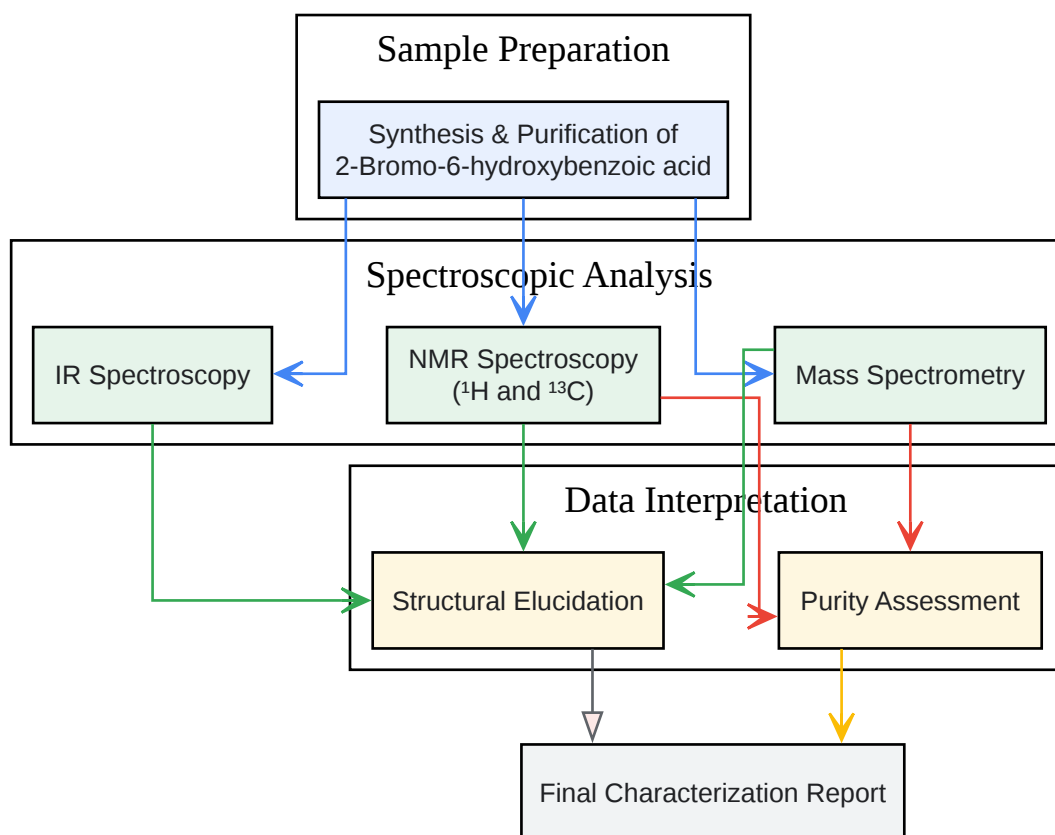 Sample Preparation
Synthesis & Purification of
2-Bromo-6-hydroxybenzoic acid
Spectroscopic Analysis
IR Spectroscopy
NMR Spectroscopy
(¹H and ¹³C)
Mass Spectrometry
Data Interpretation
Structural Elucidation
Purity Assessment
Final Characterization Report